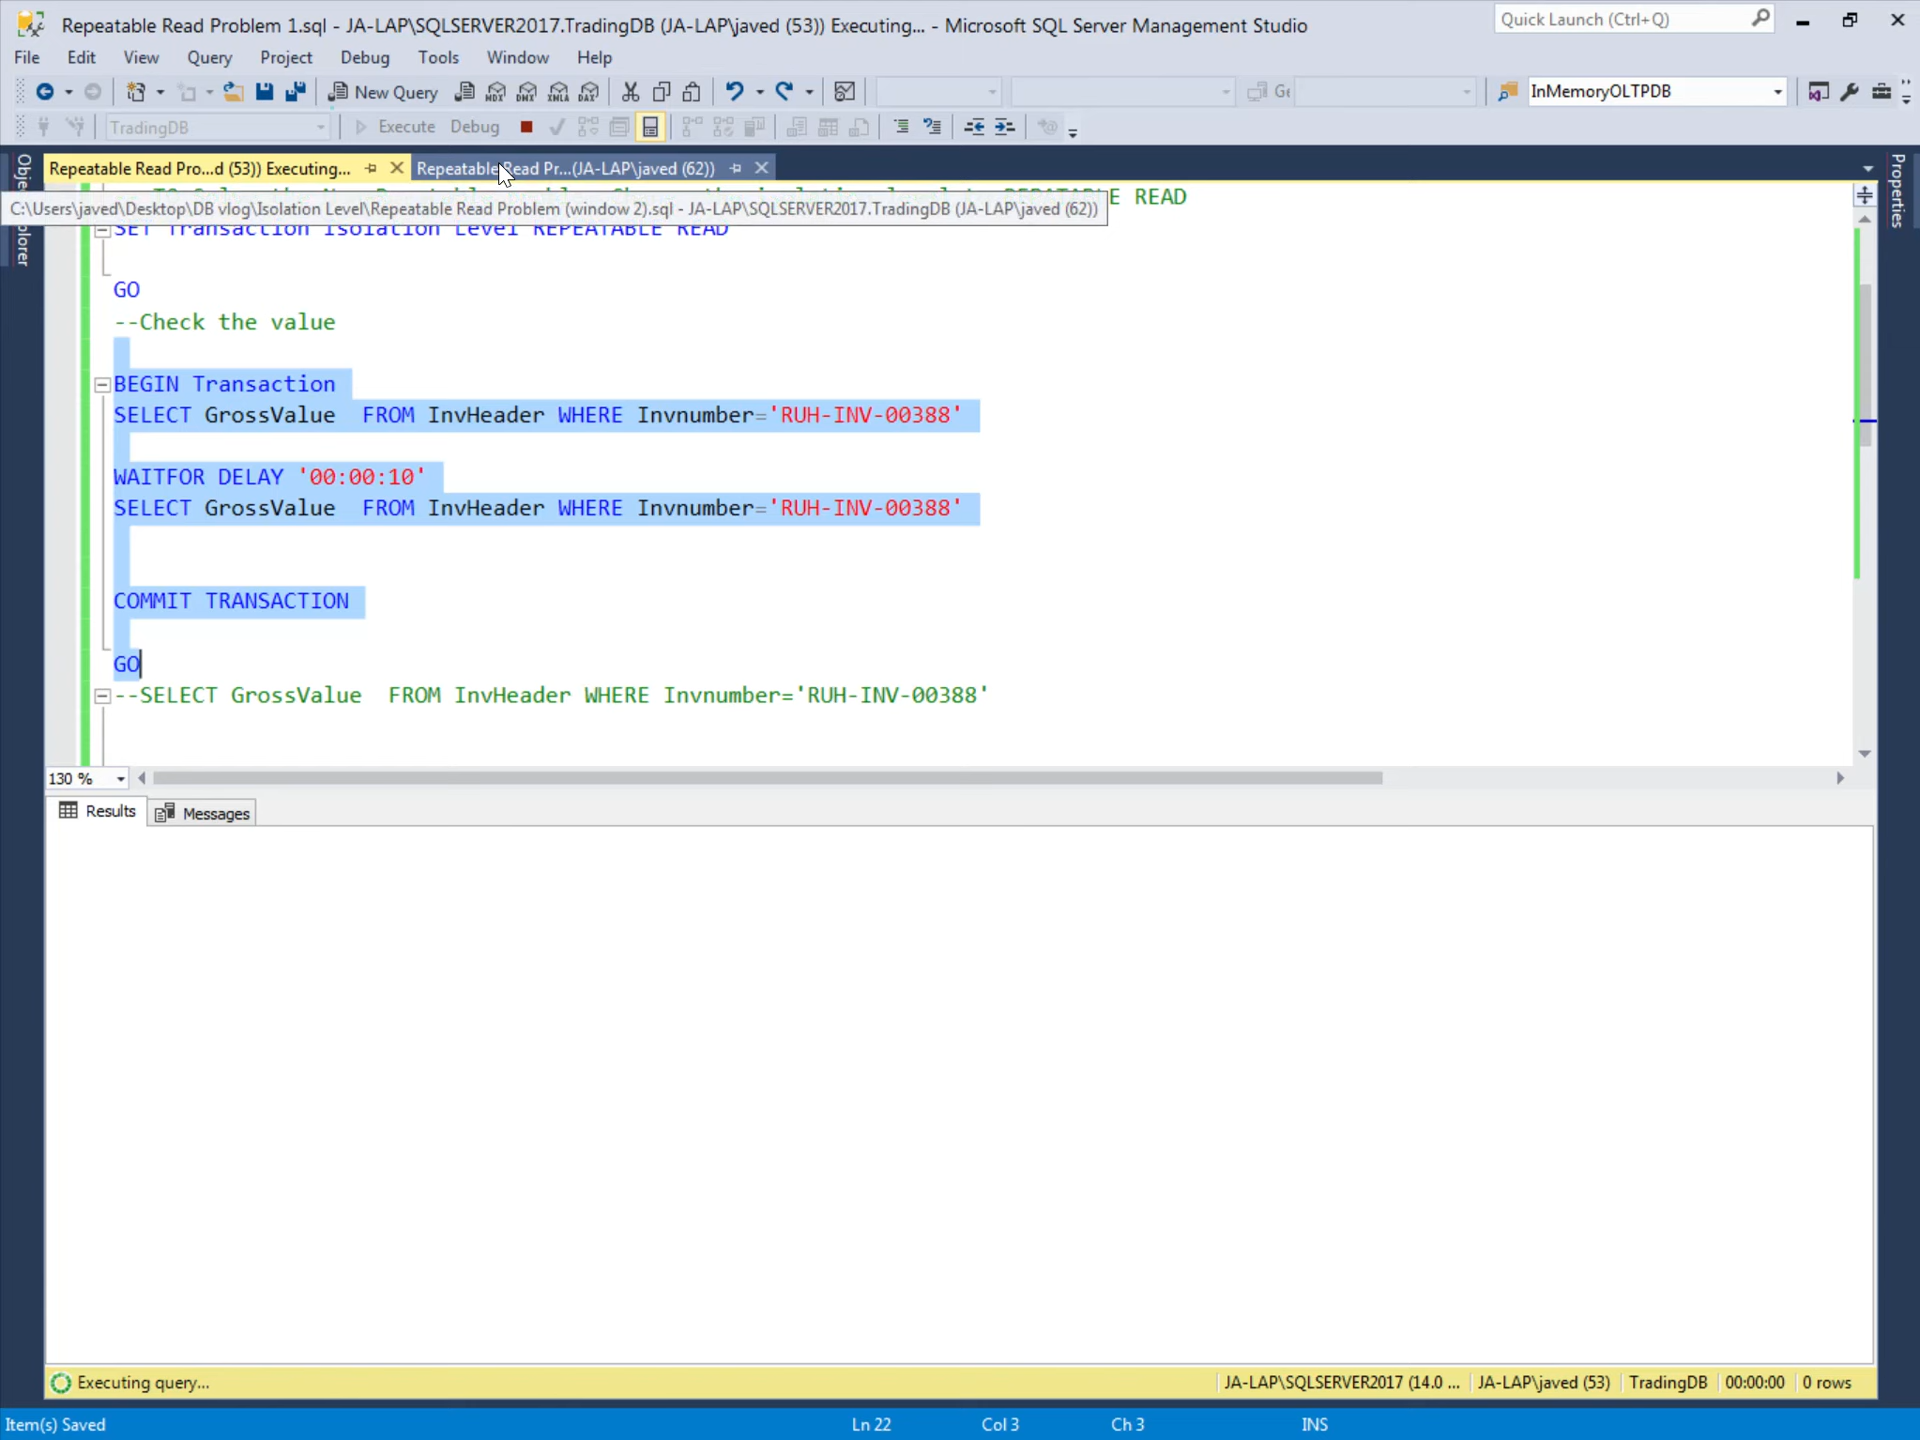 Repeatable Read Problem 1.sql - JA-LAP\SQLSERVER2017.TradingDB (JA-LAP\javed (53)) Executing... - Microsoft SQL Server Management Studio
Quick Launch (Ctrl+Q)
File Edit View Query Project Debug Tools Window Help
New Query MDX DMX XMLA DAX Ge InMemoryOLTPDB
TradingDB Execute Debug
Repeatable Read Pro...d (53)) Executing... Repeatable Read Pr...(JA-LAP\javed (62))
READ
C:\Users\javed\Desktop\DB vlog\Isolation Level\Repeatable Read Problem (window 2).sql - JA-LAP\SQLSERVER2017.TradingDB (JA-LAP\javed (62))
SET Transaction Isolation Level REPEATABLE READ
GO
--Check the value
BEGIN Transaction
SELECT GrossValue  FROM InvHeader WHERE Invnumber='RUH-INV-00388'
WAITFOR DELAY '00:00:10'
SELECT GrossValue  FROM InvHeader WHERE Invnumber='RUH-INV-00388'
COMMIT TRANSACTION
GO
--SELECT GrossValue  FROM InvHeader WHERE Invnumber='RUH-INV-00388'
130 %
Results Messages
Executing query... JA-LAP\SQLSERVER2017 (14.0 ... JA-LAP\javed (53) TradingDB 00:00:00 0 rows
Item(s) Saved Ln 22 Col 3 Ch 3 INS
Properties